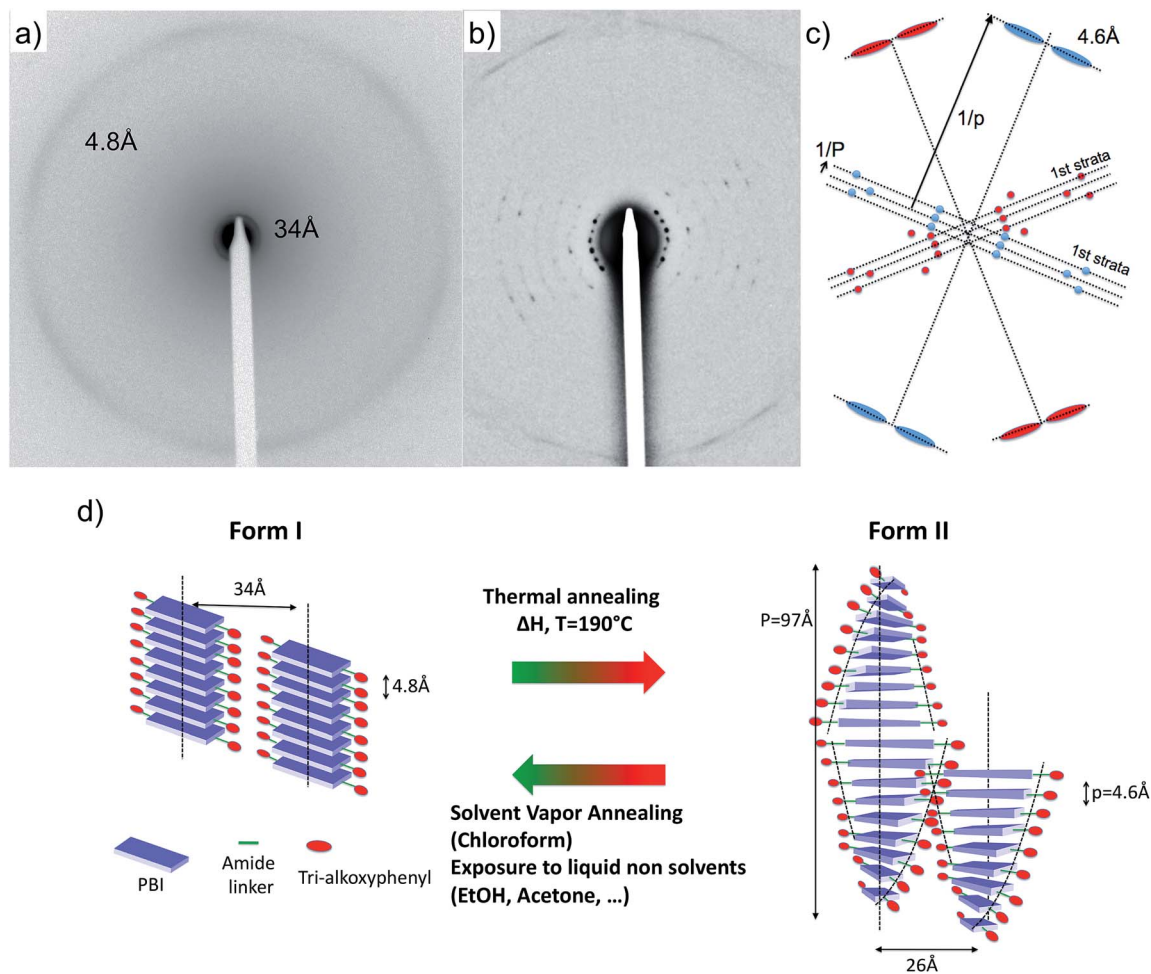 a)
4.8Å
34Å
b)
c)
4.6Å
1/p
1/P
1st strata
1st strata
d)
Form I
34Å
4.8Å
PBI
Amide
linker
Tri-alkoxyphenyl
Thermal annealing
ΔH, T=190°C
Solvent Vapor Annealing
(Chloroform)
Exposure to liquid non solvents
(EtOH, Acetone, ...)
Form II
P=97Å
p=4.6Å
26Å